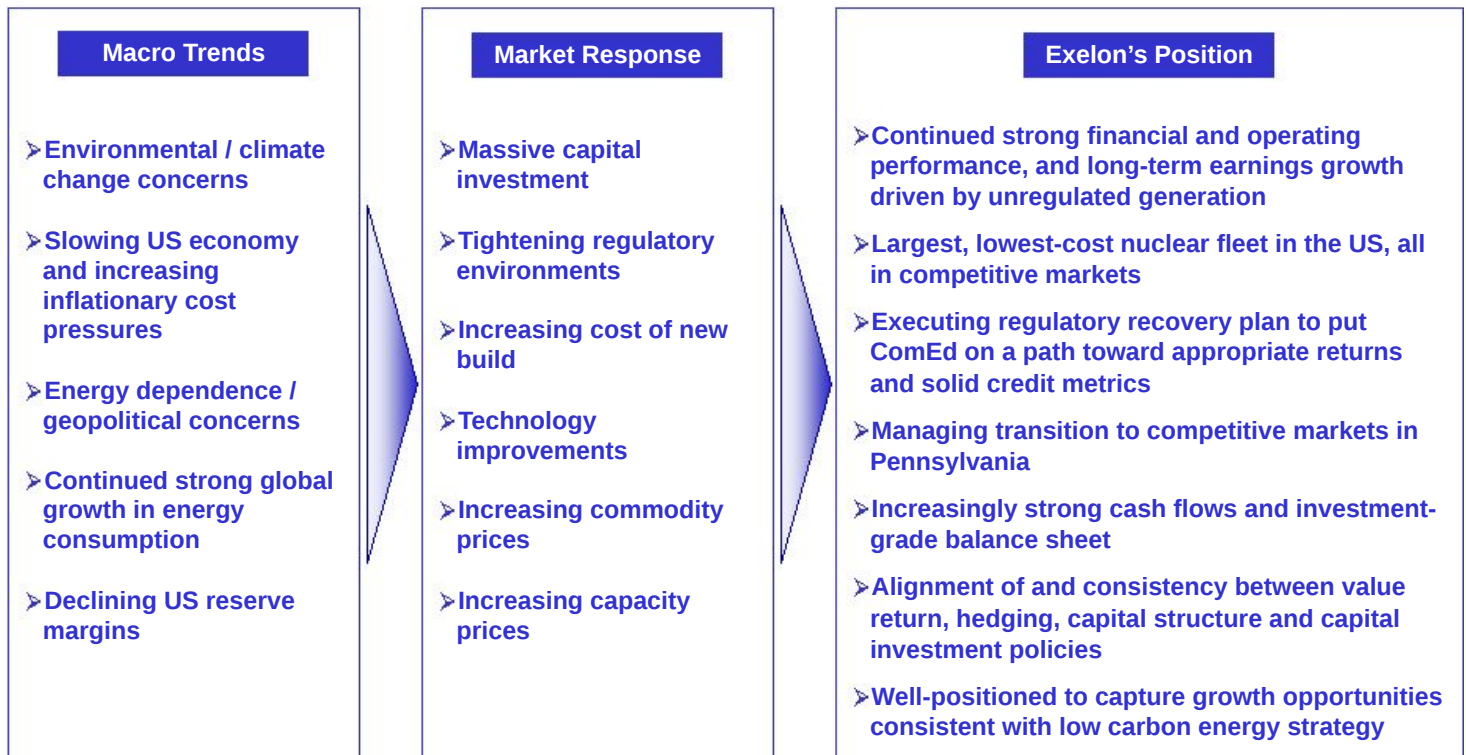 Macro Trends
➢Environmental / climate
change concerns
➢Slowing US economy
and increasing
inflationary cost
pressures
➢Energy dependence /
geopolitical concerns
➢Continued strong global
growth in energy
consumption
➢Declining US reserve
margins
Market Response
➢Massive capital
investment
➢Tightening regulatory
environments
➢Increasing cost of new
build
➢Technology
improvements
➢Increasing commodity
prices
➢Increasing capacity
prices
Exelon’s Position
➢Continued strong financial and operating
performance, and long-term earnings growth
driven by unregulated generation
➢Largest, lowest-cost nuclear fleet in the US, all
in competitive markets
➢Executing regulatory recovery plan to put
ComEd on a path toward appropriate returns
and solid credit metrics
➢Managing transition to competitive markets in
Pennsylvania
➢Increasingly strong cash flows and investment-
grade balance sheet
➢Alignment of and consistency between value
return, hedging, capital structure and capital
investment policies
➢Well-positioned to capture growth opportunities
consistent with low carbon energy strategy